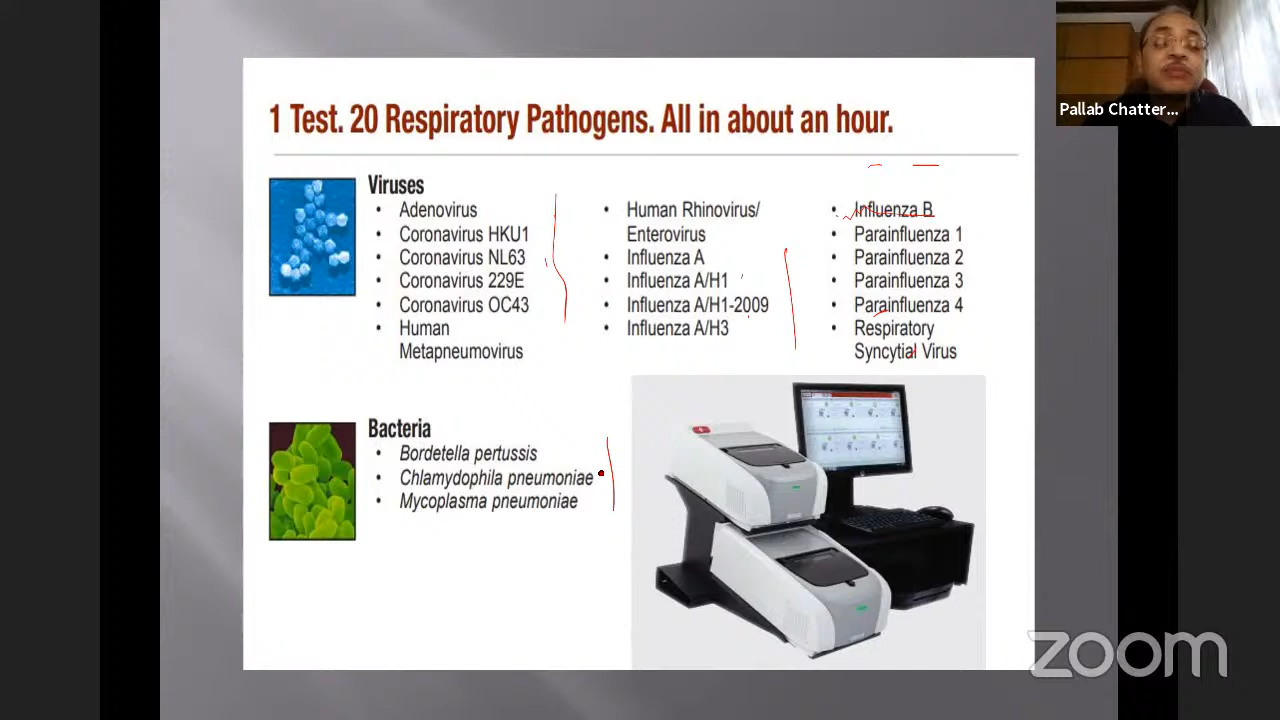 1 Test. 20 Respiratory Pathogens. All in about an hour.
Viruses
• Adenovirus
• Coronavirus HKU1
• Coronavirus NL63
• Coronavirus 229E
• Coronavirus OC43
• Human
Metapneumovirus
• Human Rhinovirus/
Enterovirus
• Influenza A
• Influenza A/H1
• Influenza A/H1-2009
• Influenza A/H3
• Influenza B
• Parainfluenza 1
• Parainfluenza 2
• Parainfluenza 3
• Parainfluenza 4
• Respiratory
Syncytial Virus
Bacteria
• Bordetella pertussis
• Chlamydophila pneumoniae
• Mycoplasma pneumoniae
Pallab Chatter...
zoom